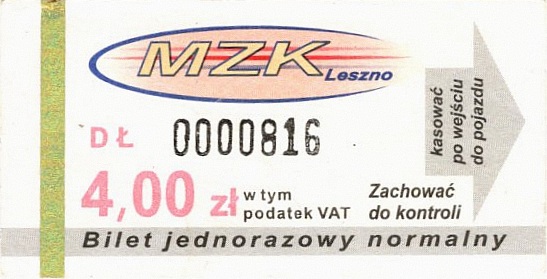 MZK
Leszno
DŁ 0000816
4,00 zł
w tym
podatek VAT
Zachować
do kontroli
kasować
po wejściu
do pojazdu
Bilet jednorazowy normalny